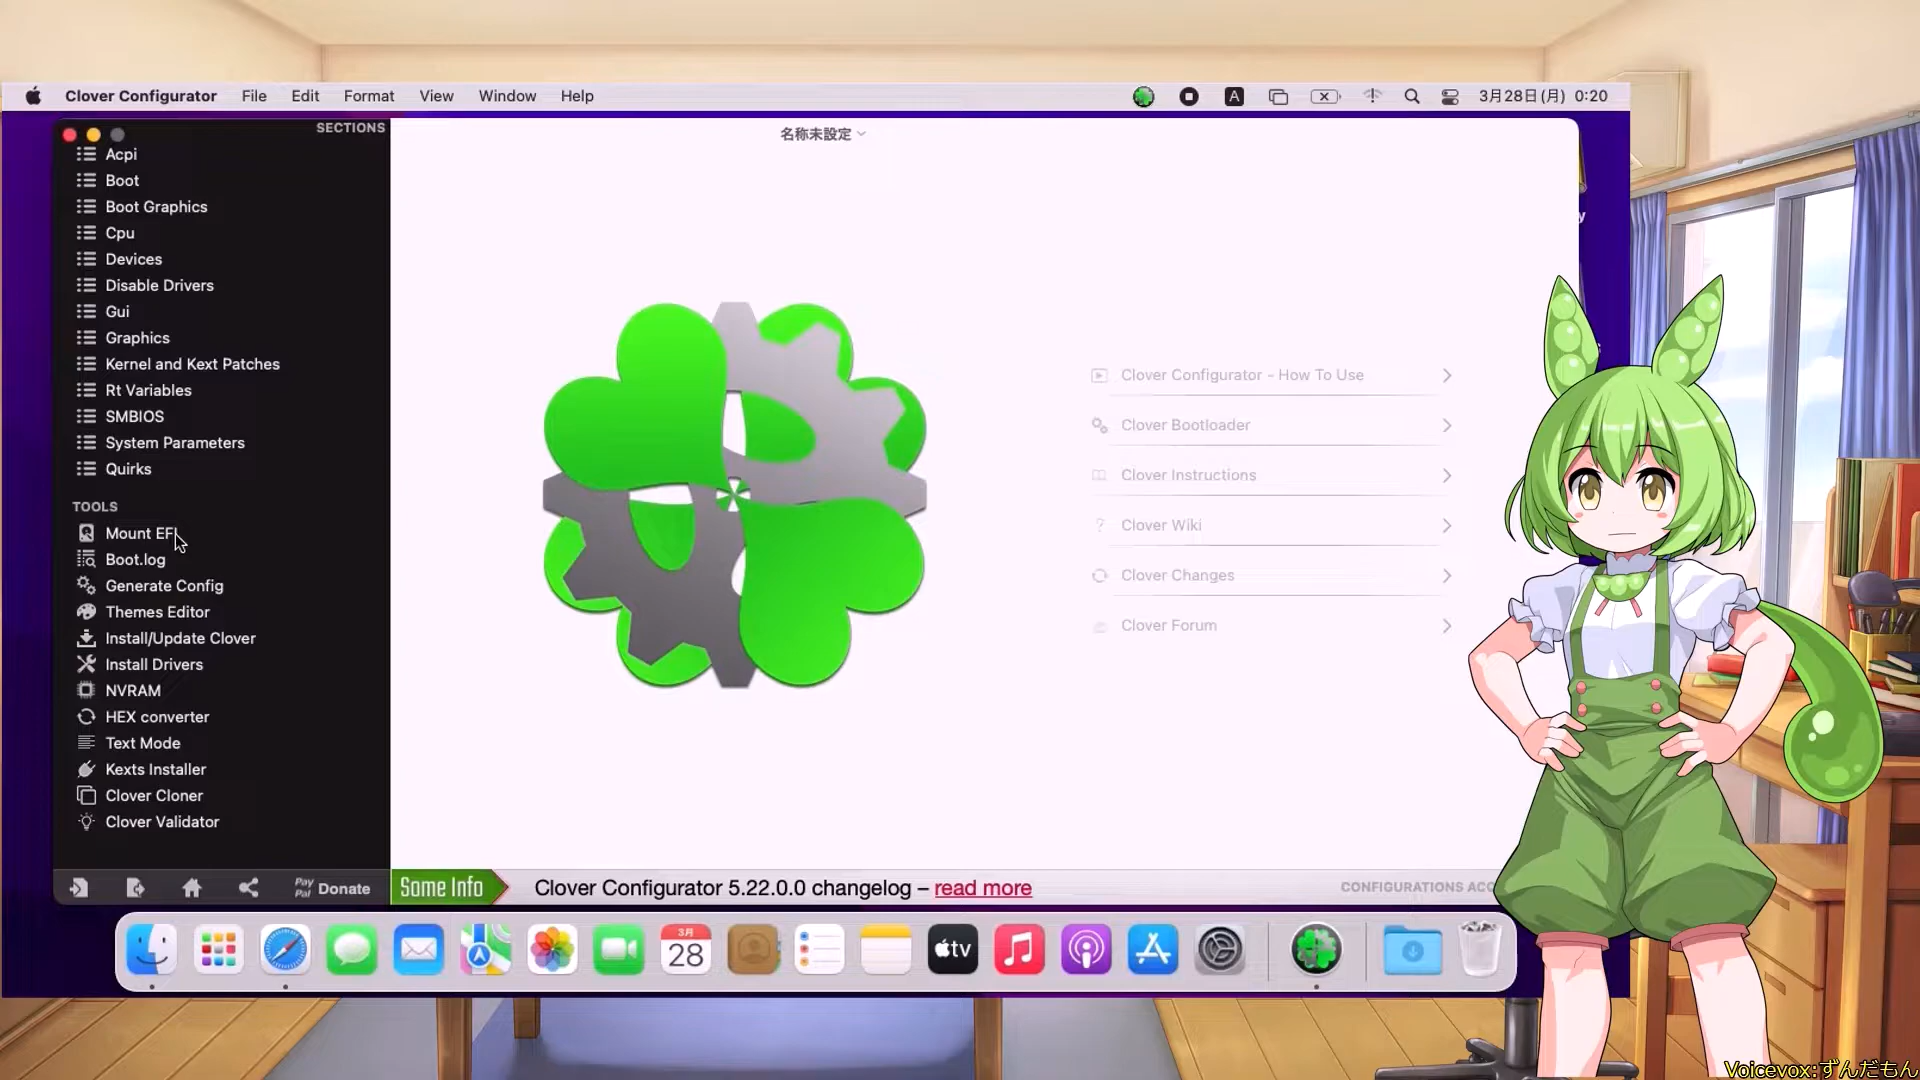 Clover Configurator File Edit Format View Window Help
A
3月28日(月) 0:20
SECTIONS
名称未設定
Acpi
Boot
Boot Graphics
Cpu
Devices
Disable Drivers
Gui
Graphics
Kernel and Kext Patches
Rt Variables
SMBIOS
System Parameters
Quirks
TOOLS
Mount EFI
Boot.log
Generate Config
Themes Editor
Install/Update Clover
Install Drivers
NVRAM
HEX converter
Text Mode
Kexts Installer
Clover Cloner
Clover Validator
Clover Configurator - How To Use
Clover Bootloader
Clover Instructions
? Clover Wiki
Clover Changes
Clover Forum
Pay Pal Donate
Some Info
Clover Configurator 5.22.0.0 changelog – read more
CONFIGURATIONS ACC
3月
28
tv
Voicevox:ずんだもん